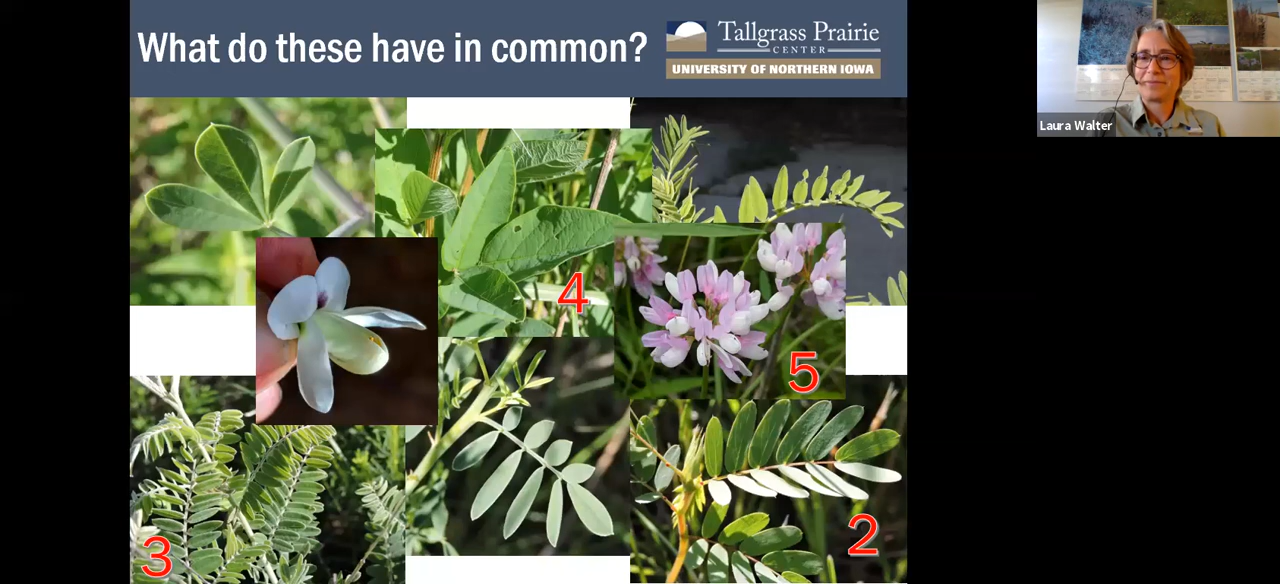 What do these have in common?
Tallgrass Prairie
CENTER
UNIVERSITY OF NORTHERN IOWA
Laura Walter
4
5
3
2